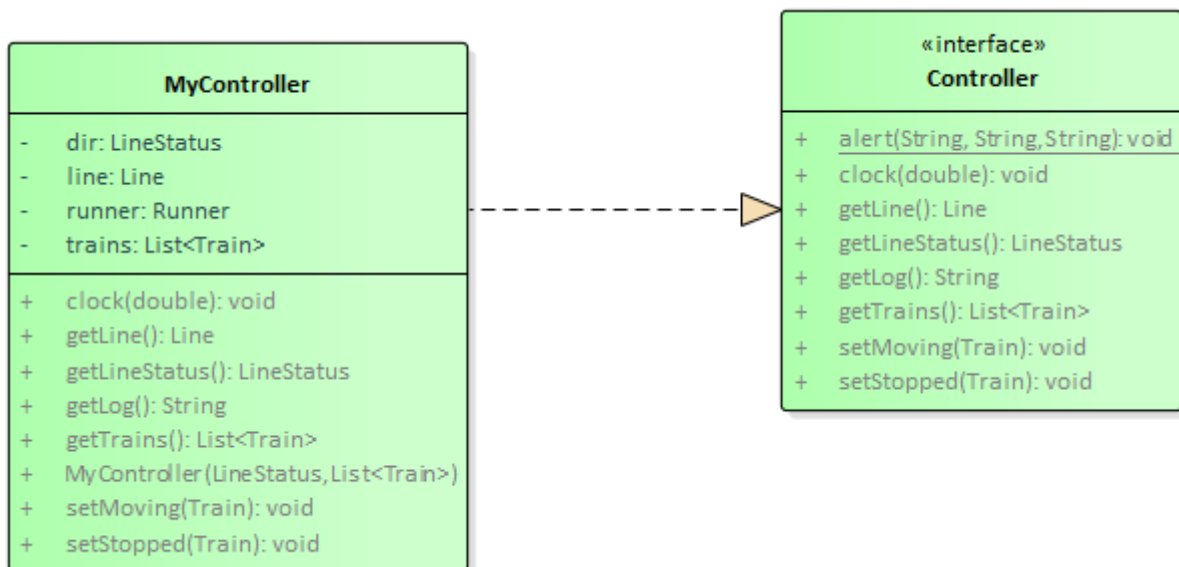 MyController
- dir: LineStatus
- line: Line
- runner: Runner
- trains: List<Train>
+ clock(double): void
+ getLine(): Line
+ getLineStatus(): LineStatus
+ getLog(): String
+ getTrains(): List<Train>
+ MyController(LineStatus,List<Train>)
+ setMoving(Train): void
+ setStopped(Train): void
«interface»
Controller
+ alert(String, String,String): void
+ clock(double): void
+ getLine(): Line
+ getLineStatus(): LineStatus
+ getLog(): String
+ getTrains(): List<Train>
+ setMoving(Train): void
+ setStopped(Train): void